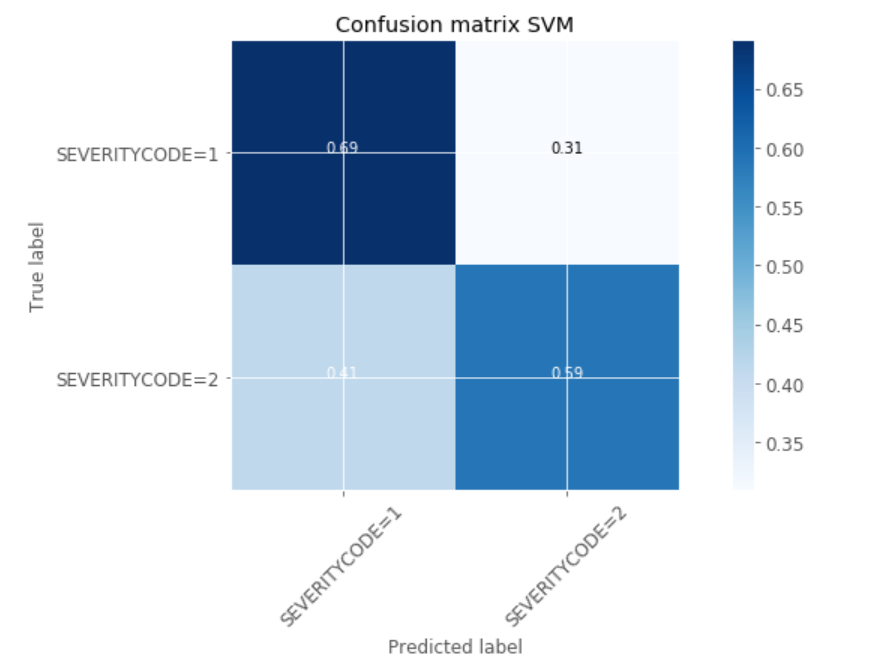 Confusion matrix SVM
True label
SEVERITYCODE=1
SEVERITYCODE=2
0.69
0.31
0.41
0.59
SEVERITYCODE=1
SEVERITYCODE=2
Predicted label
0.65
0.60
0.55
0.50
0.45
0.40
0.35